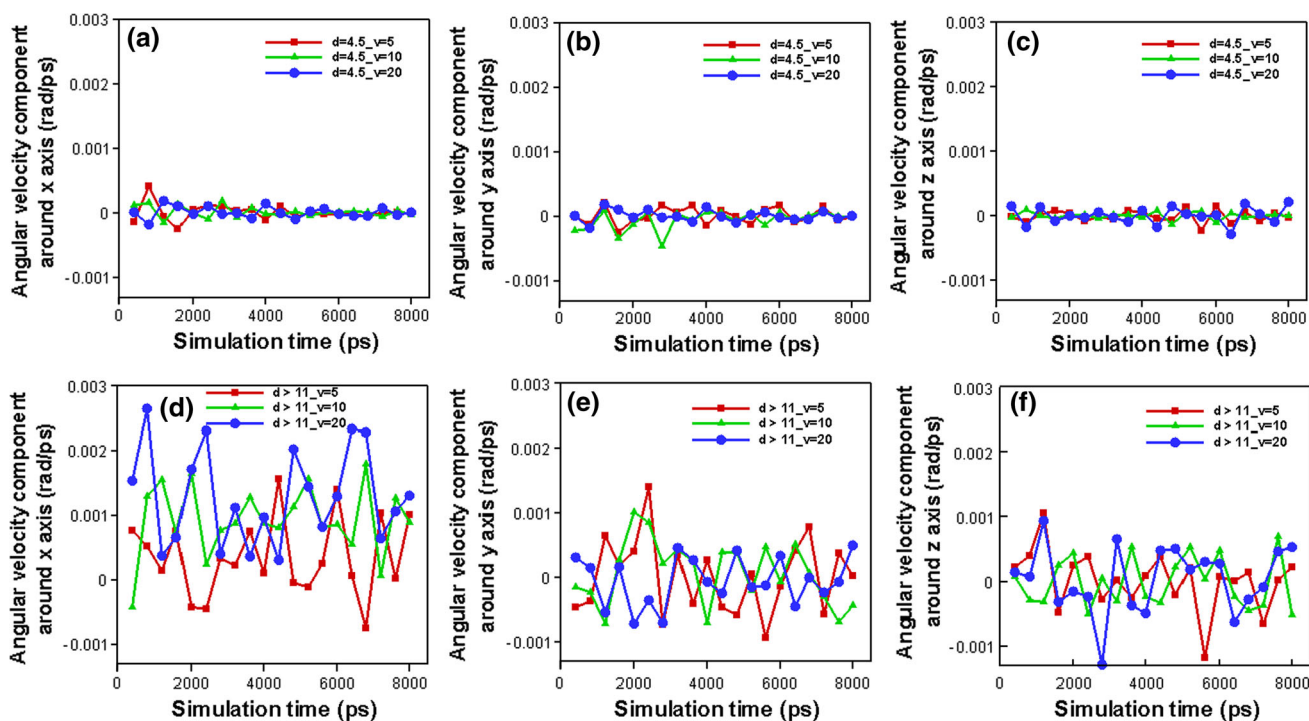 (a)
d=4.5_v=5
d=4.5_v=10
d=4.5_v=20
0.003
0.002
0.001
0
-0.001
Angular velocity component
around x axis (rad/ps)
0 2000 4000 6000 8000
Simulation time (ps)
(b)
d=4.5_v=5
d=4.5_v=10
d=4.5_v=20
0.003
0.002
0.001
0
-0.001
Angular velocity component
around y axis (rad/ps)
0 2000 4000 6000 8000
Simulation time (ps)
(c)
d=4.5_v=5
d=4.5_v=10
d=4.5_v=20
0.003
0.002
0.001
0
-0.001
Angular velocity component
around z axis (rad/ps)
0 2000 4000 6000 8000
Simulation time (ps)
(d)
d > 11_v=5
d > 11_v=10
d > 11_v=20
0.003
0.002
0.001
0
-0.001
Angular velocity component
around x axis (rad/ps)
0 2000 4000 6000 8000
Simulation time (ps)
(e)
d > 11_v=5
d > 11_v=10
d > 11_v=20
0.003
0.002
0.001
0
-0.001
Angular velocity component
around y axis (rad/ps)
0 2000 4000 6000 8000
Simulation time (ps)
(f)
d > 11_v=5
d > 11_v=10
d > 11_v=20
0.003
0.002
0.001
0
-0.001
Angular velocity component
around z axis (rad/ps)
0 2000 4000 6000 8000
Simulation time (ps)